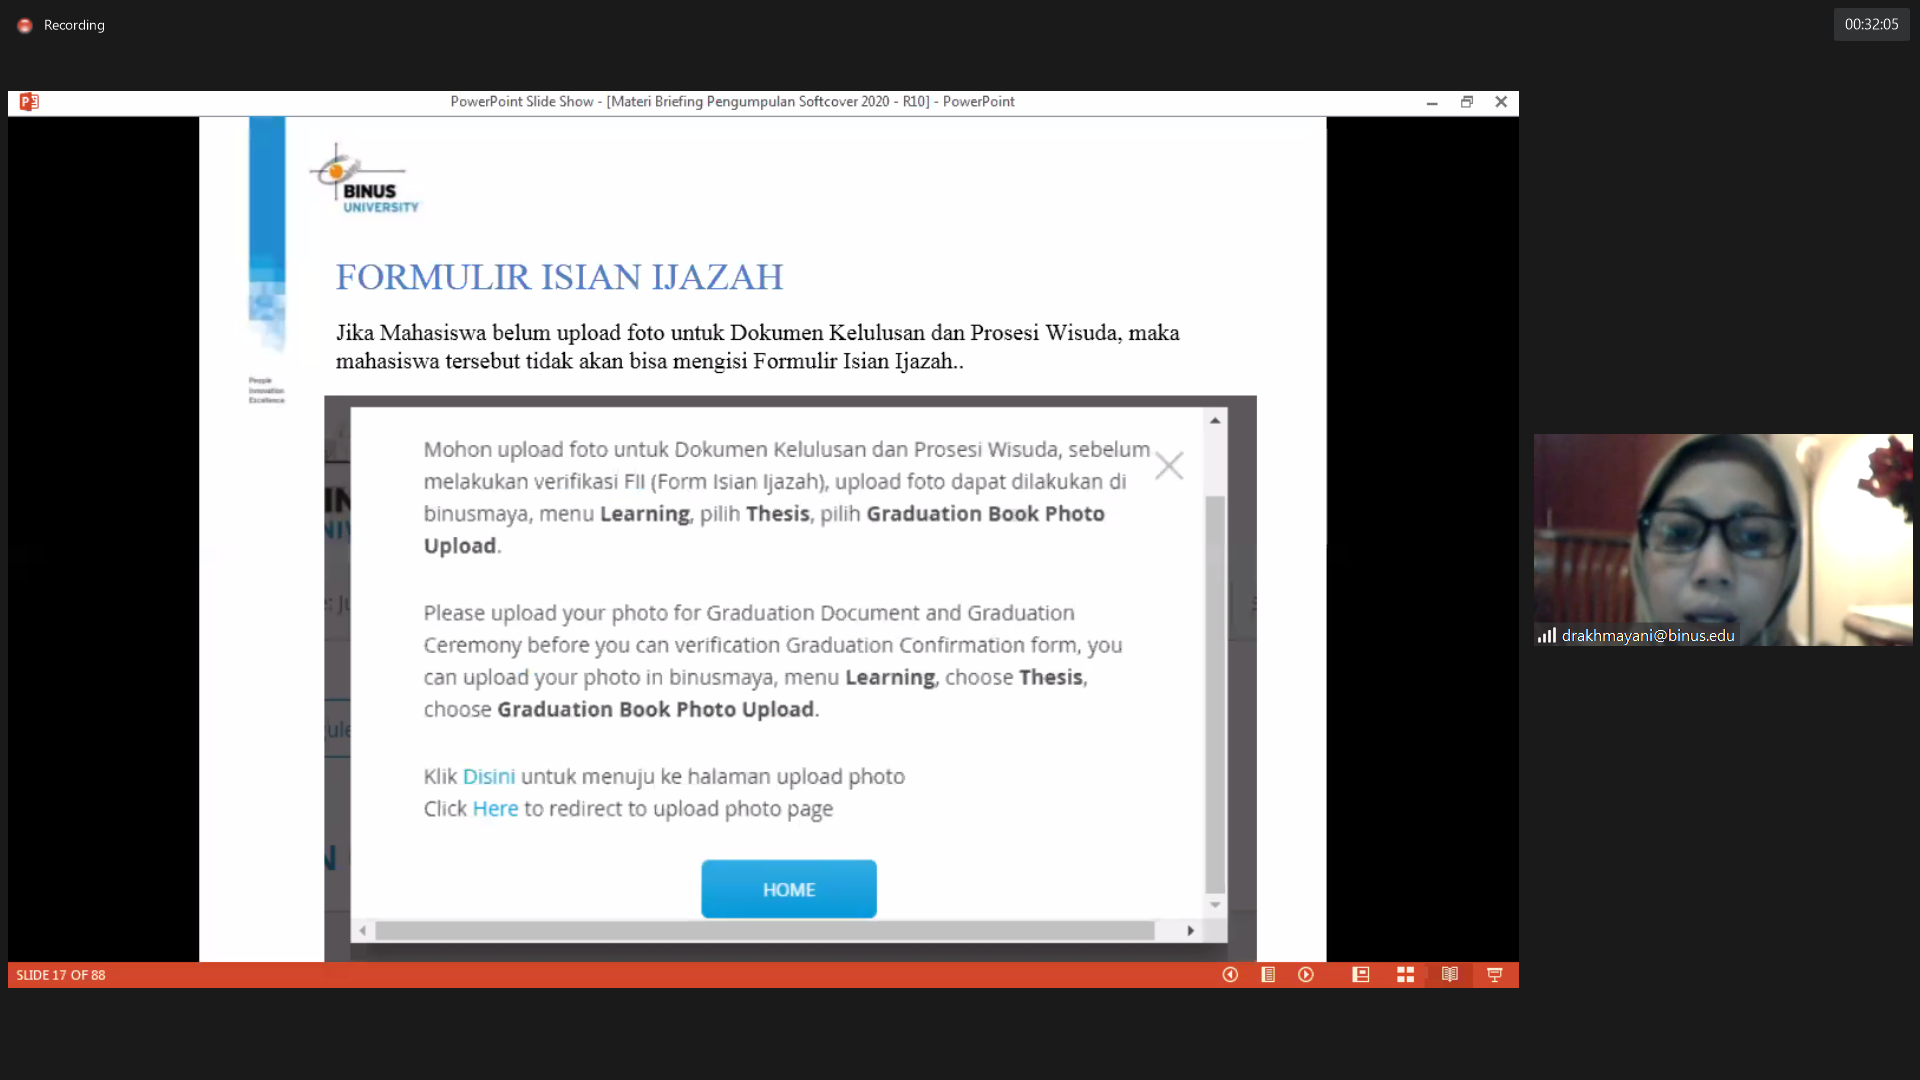 Recording
00:32:05
PowerPoint Slide Show - [Materi Briefing Pengumpulan Softcover 2020 - R10] - PowerPoint
BINUS
UNIVERSITY
FORMULIR ISIAN IJAZAH
Jika Mahasiswa belum upload foto untuk Dokumen Kelulusan dan Prosesi Wisuda, maka
mahasiswa tersebut tidak akan bisa mengisi Formulir Isian Ijazah..
People
Innovation
Excellence
Mohon upload foto untuk Dokumen Kelulusan dan Prosesi Wisuda, sebelum
melakukan verifikasi FII (Form Isian Ijazah), upload foto dapat dilakukan di
binusmaya, menu Learning, pilih Thesis, pilih Graduation Book Photo
Upload.
Please upload your photo for Graduation Document and Graduation
Ceremony before you can verification Graduation Confirmation form, you
can upload your photo in binusmaya, menu Learning, choose Thesis,
choose Graduation Book Photo Upload.
Klik Disini untuk menuju ke halaman upload photo
Click Here to redirect to upload photo page
HOME
drakhmayani@binus.edu
SLIDE 17 OF 88